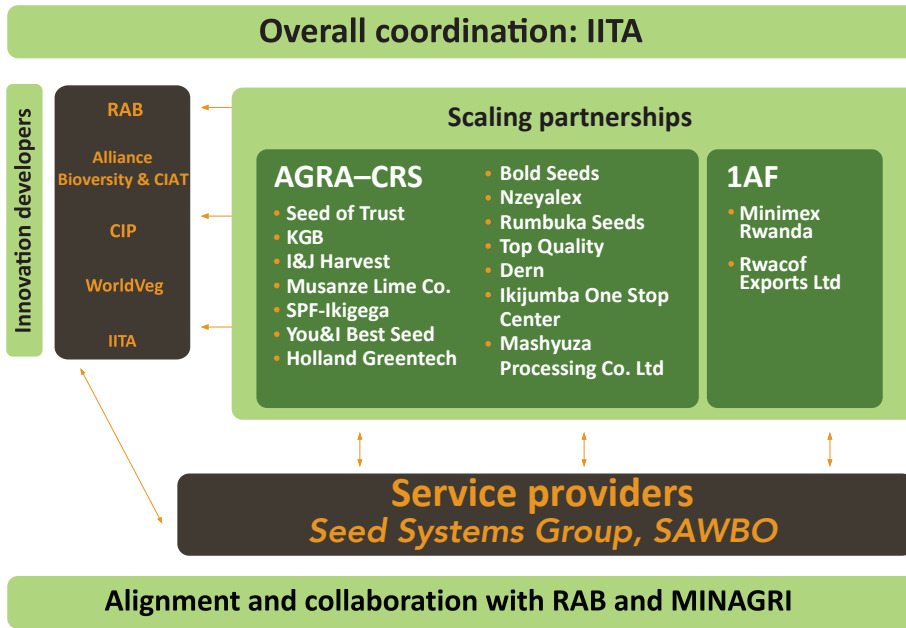 Overall coordination: IITA
Innovation developers
RAB
Alliance
Bioversity & CIAT
CIP
WorldVeg
IITA
Scaling partnerships
AGRA–CRS
• Seed of Trust
• KGB
• I&J Harvest
• Musanze Lime Co.
• SPF-Ikigega
• You&I Best Seed
• Holland Greentech
• Bold Seeds
• Nzeyalex
• Rumbuka Seeds
• Top Quality
• Dern
• Ikijumba One Stop
Center
• Mashyuza
Processing Co. Ltd
1AF
• Minimex
Rwanda
• Rwacof
Exports Ltd
Service providers
Seed Systems Group, SAWBO
Alignment and collaboration with RAB and MINAGRI